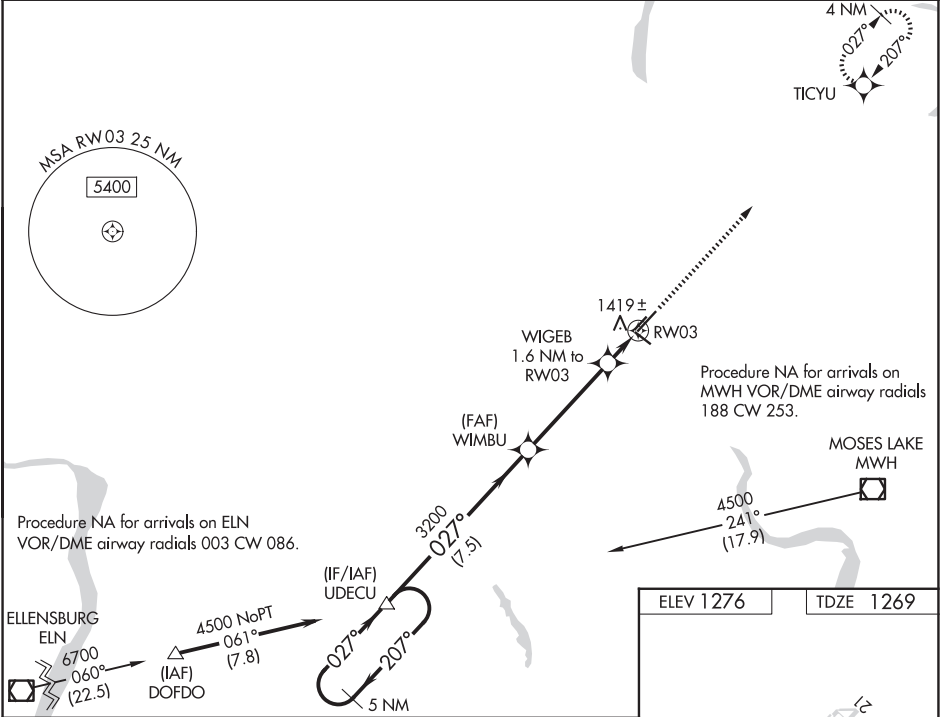 4 NM
027°
207°
TICYU
MSA RW03 25 NM
5400
1419±
RW03
WIGEB
1.6 NM to
RW03
Procedure NA for arrivals on
MWH VOR/DME airway radials
188 CW 253.
(FAF)
WIMBU
MOSES LAKE
MWH
4500
241°
(17.9)
3200
027°
(7.5)
Procedure NA for arrivals on ELN
VOR/DME airway radials 003 CW 086.
(IF/IAF)
UDECU
ELLENSBURG
ELN
6700
060°
(22.5)
4500 NoPT
061°
(7.8)
(IAF)
DOFDO
027°
207°
5 NM
ELEV 1276
TDZE 1269
21